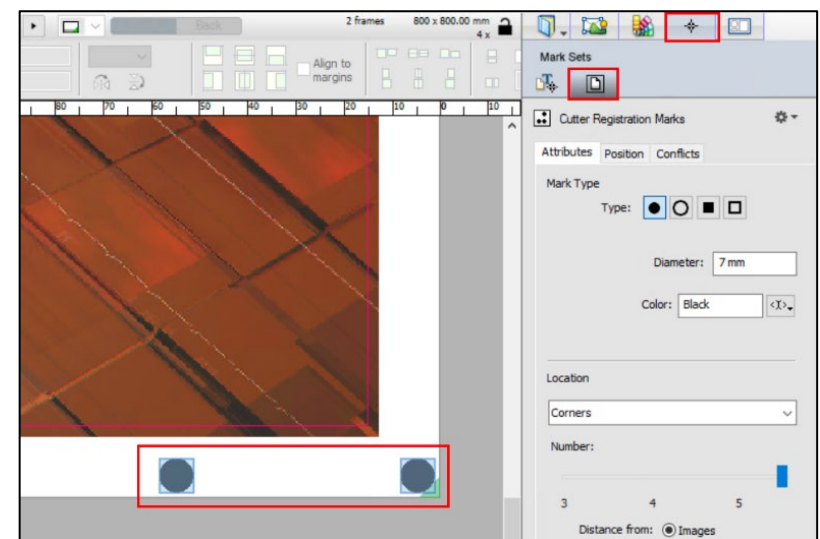 Back
2 frames
800 x 800.00 mm
4 x
Align to
margins
80 70 60 50 40 30 20 10 0 10
Mark Sets
Cutter Registration Marks
Attributes Position Conflicts
Mark Type
Type:
Diameter: 7 mm
Color: Black <I>
Location
Corners
Number:
3 4 5
Distance from: Images